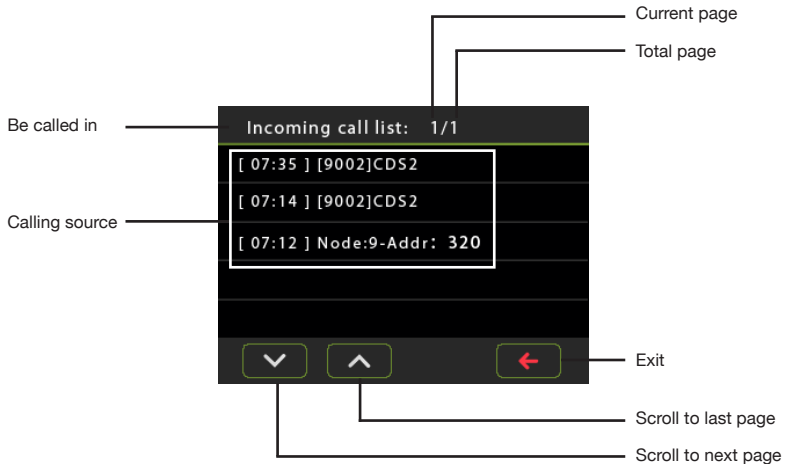 Current page
Total page
Be called in
Incoming call list: 1/1
[ 07:35 ] [9002]CDS2
[ 07:14 ] [9002]CDS2
Calling source
[ 07:12 ] Node:9-Addr: 320
Exit
Scroll to last page
Scroll to next page